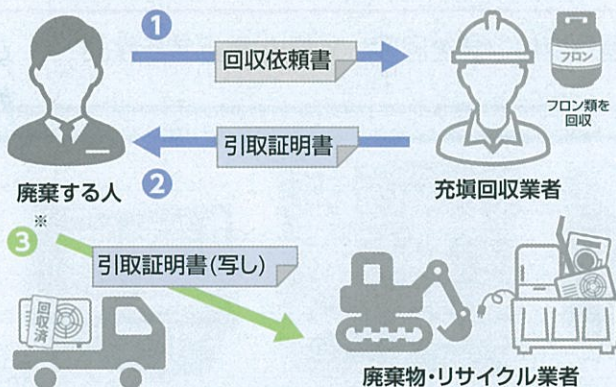 1
回収依頼書
フロン
フロン類を
回収
引取証明書
廃棄する人
2
充塡回収業者
※
3
引取証明書(写し)
回収済
廃棄物・リサイクル業者